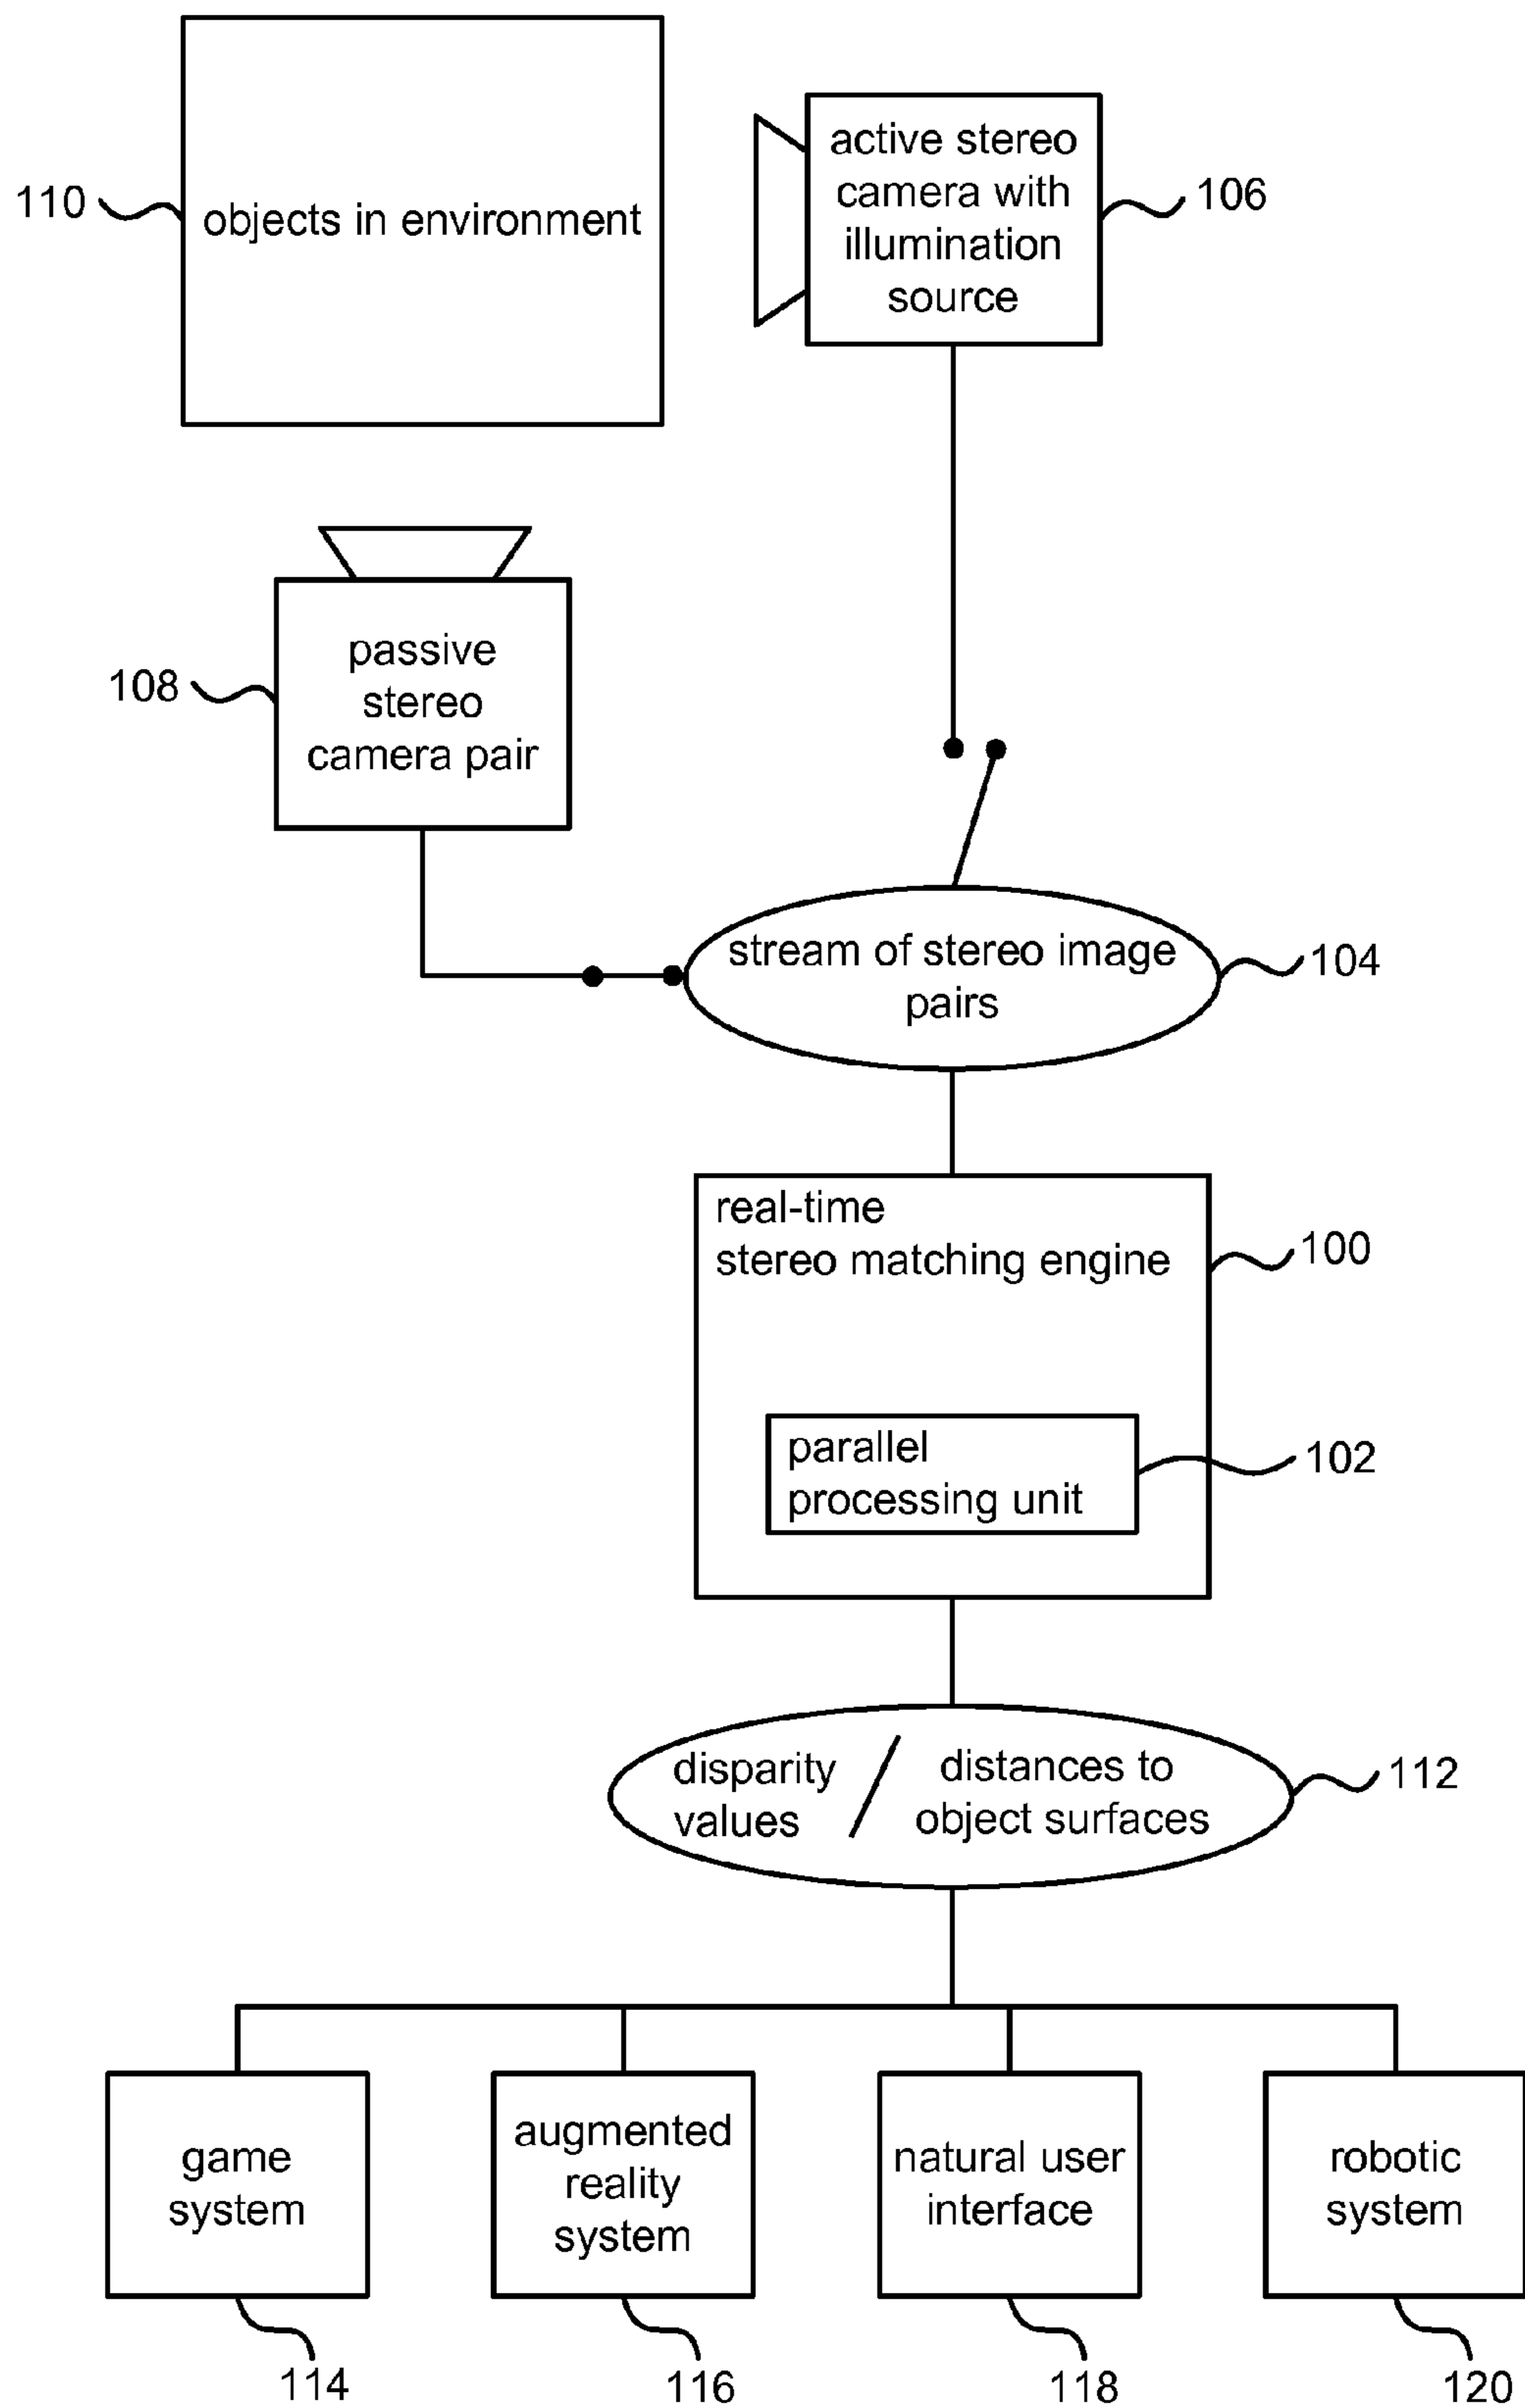 110
objects in environment
active stereo
camera with
illumination
source
106
108
passive
stereo
camera pair
stream of stereo image
pairs
104
real-time
stereo matching engine
100
parallel
processing unit
102
disparity
values
/
distances to
object surfaces
112
game
system
augmented
reality
system
natural user
interface
robotic
system
114
116
118
120